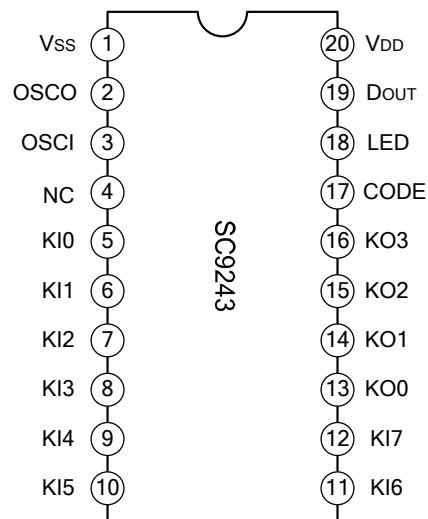 VSS 1 20 VDD
OSCO 2 19 DOUT
OSCI 3 18 LED
NC 4 17 CODE
KI0 5 16 KO3
KI1 6 15 KO2
KI2 7 14 KO1
KI3 8 13 KO0
KI4 9 12 KI7
KI5 10 11 KI6
SC9243